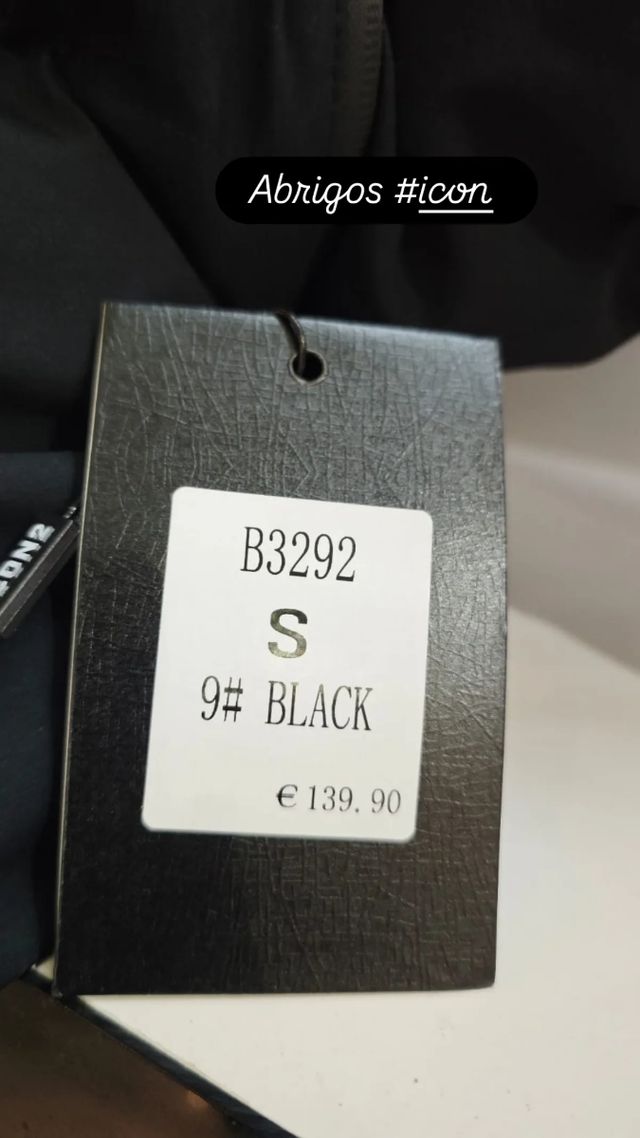 Abrigos #icon
B3292
S
9# BLACK
€ 139.90